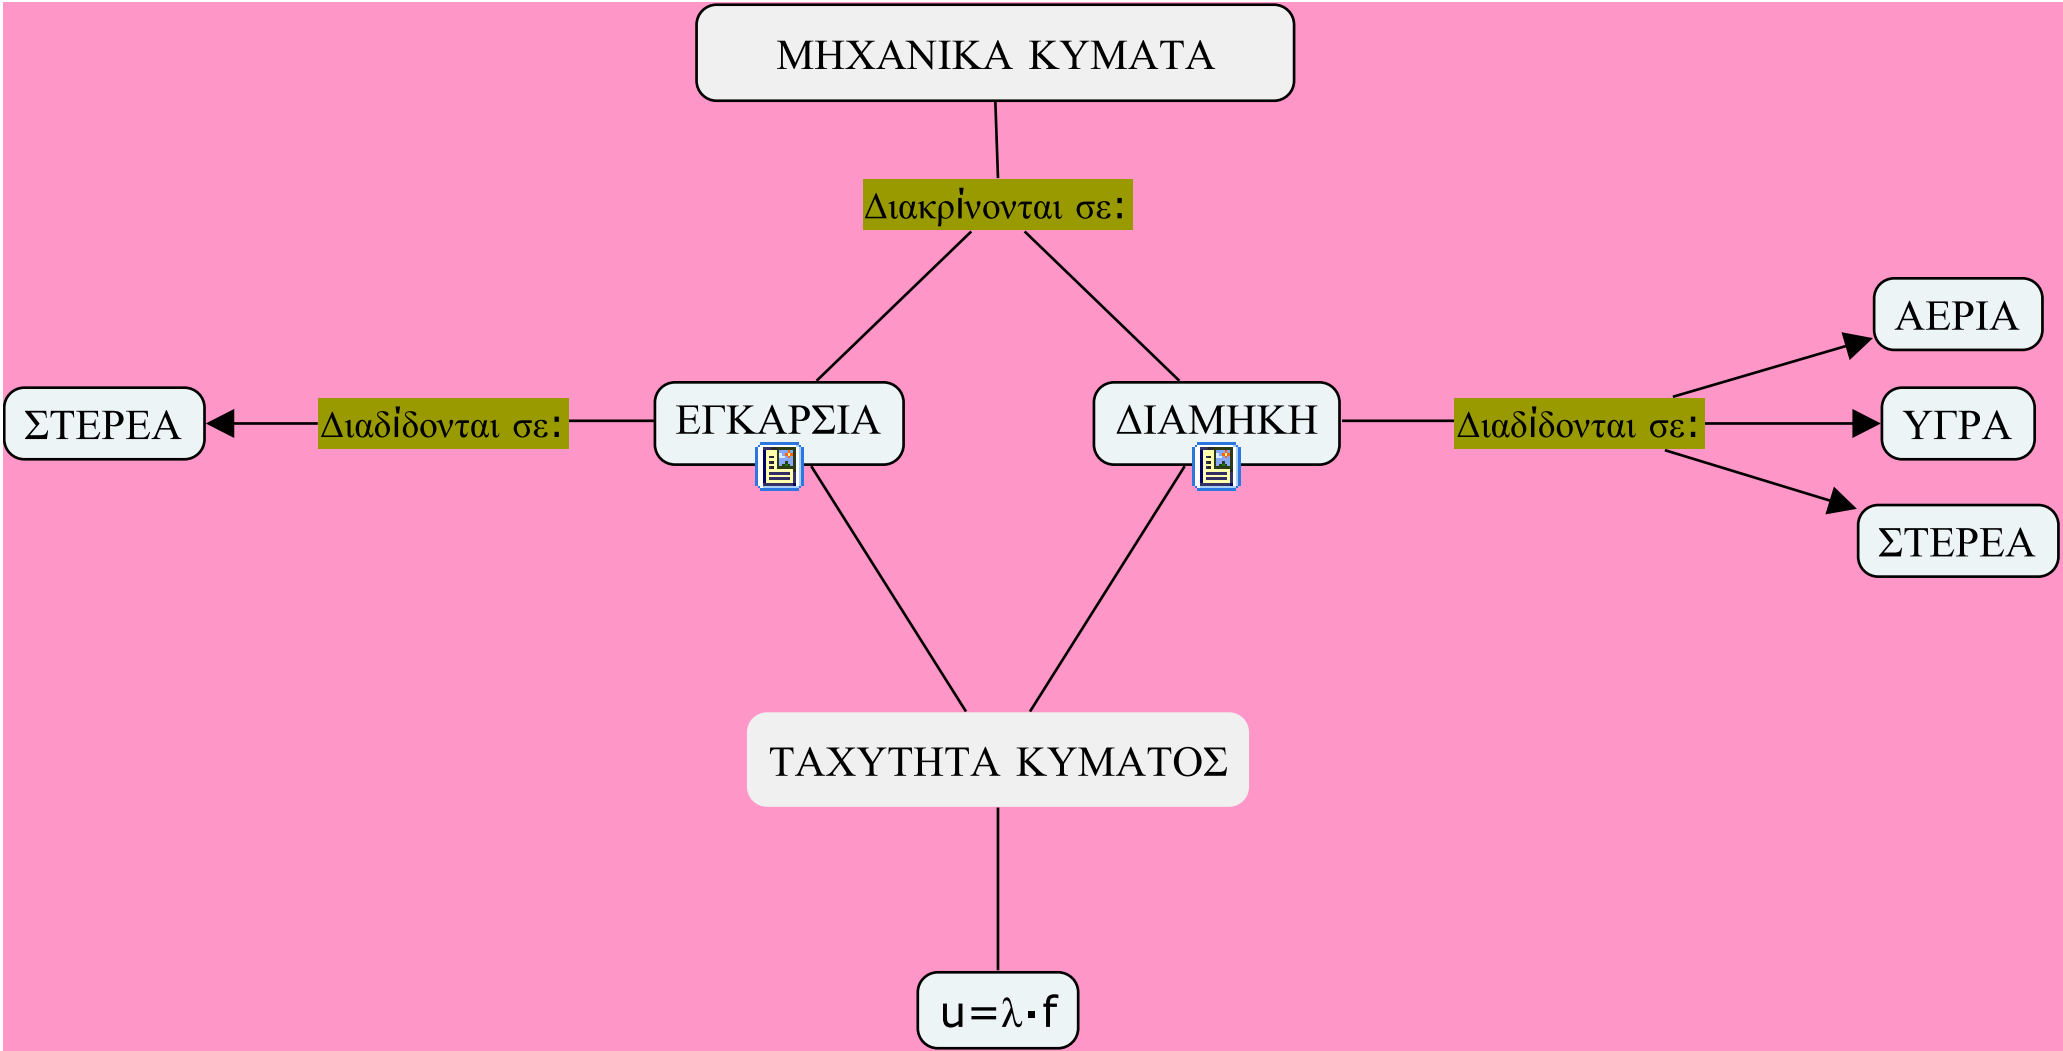 ΜΗΧΑΝΙΚΑ ΚΥΜΑΤΑ
Διακρίνονται σε:
ΑΕΡΙΑ
ΣΤΕΡΕΑ
Διαδίδονται σε:
ΕΓΚΑΡΣΙΑ
ΔΙΑΜΗΚΗ
Διαδίδονται σε:
ΥΓΡΑ
ΣΤΕΡΕΑ
ΤΑΧΥΤΗΤΑ ΚΥΜΑΤΟΣ
u=λ·f